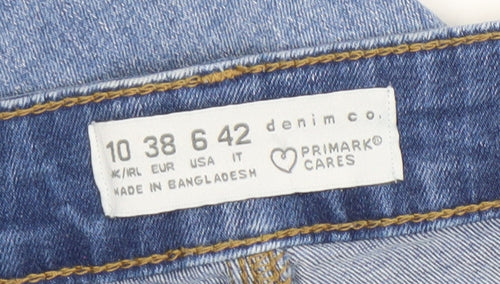 10 38 6 42 denim co.
UK/IRL EUR USA IT PRIMARK©
MADE IN BANGLADESH CARES